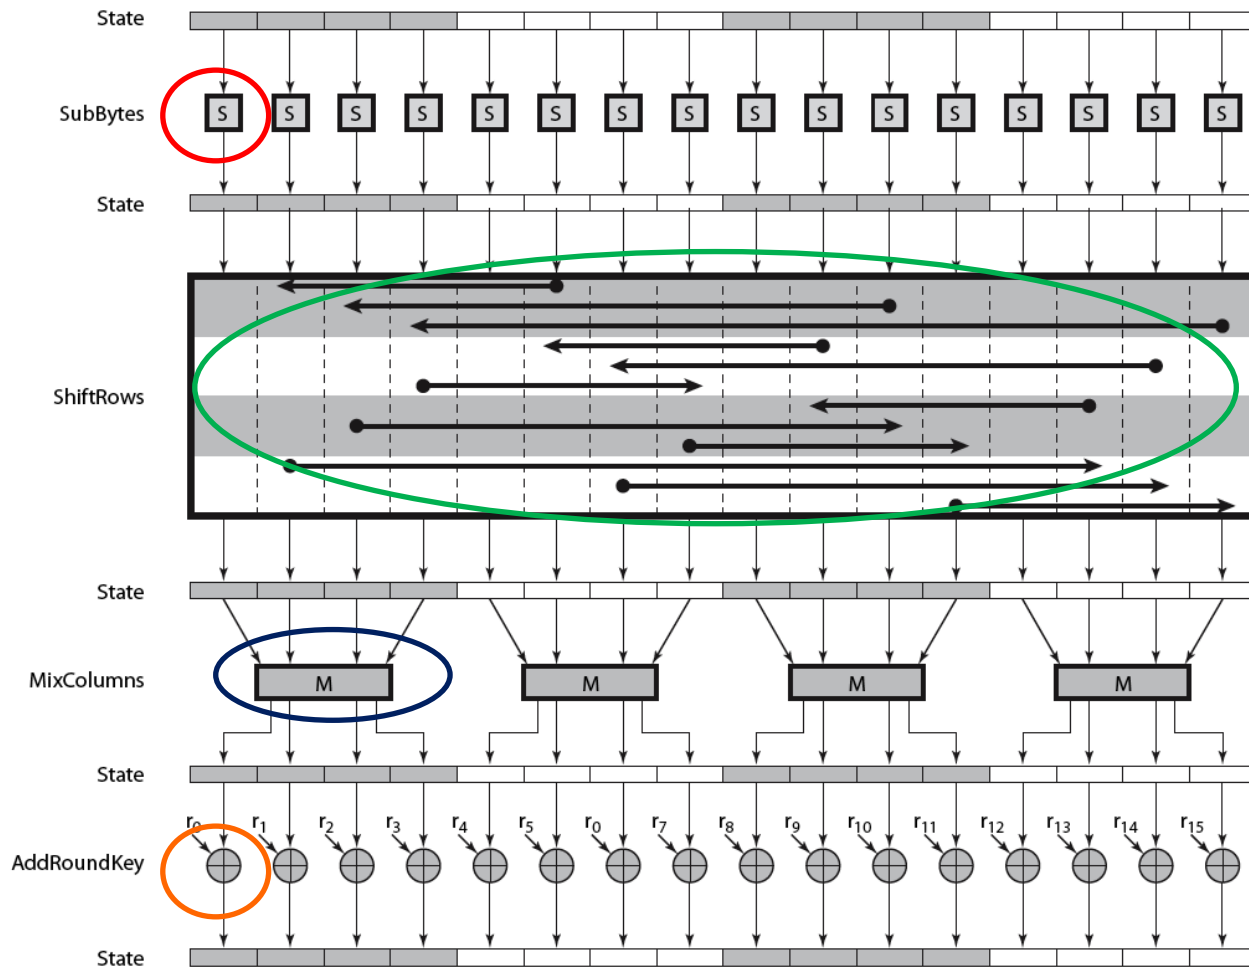 State
SubBytes
S S S S S S S S S S S S S S S S
State
ShiftRows
State
MixColumns
M M M M
State
r0 r1 r2 r3 r4 r5 r0 r7 r8 r9 r10 r11 r12 r13 r14 r15
AddRoundKey
State